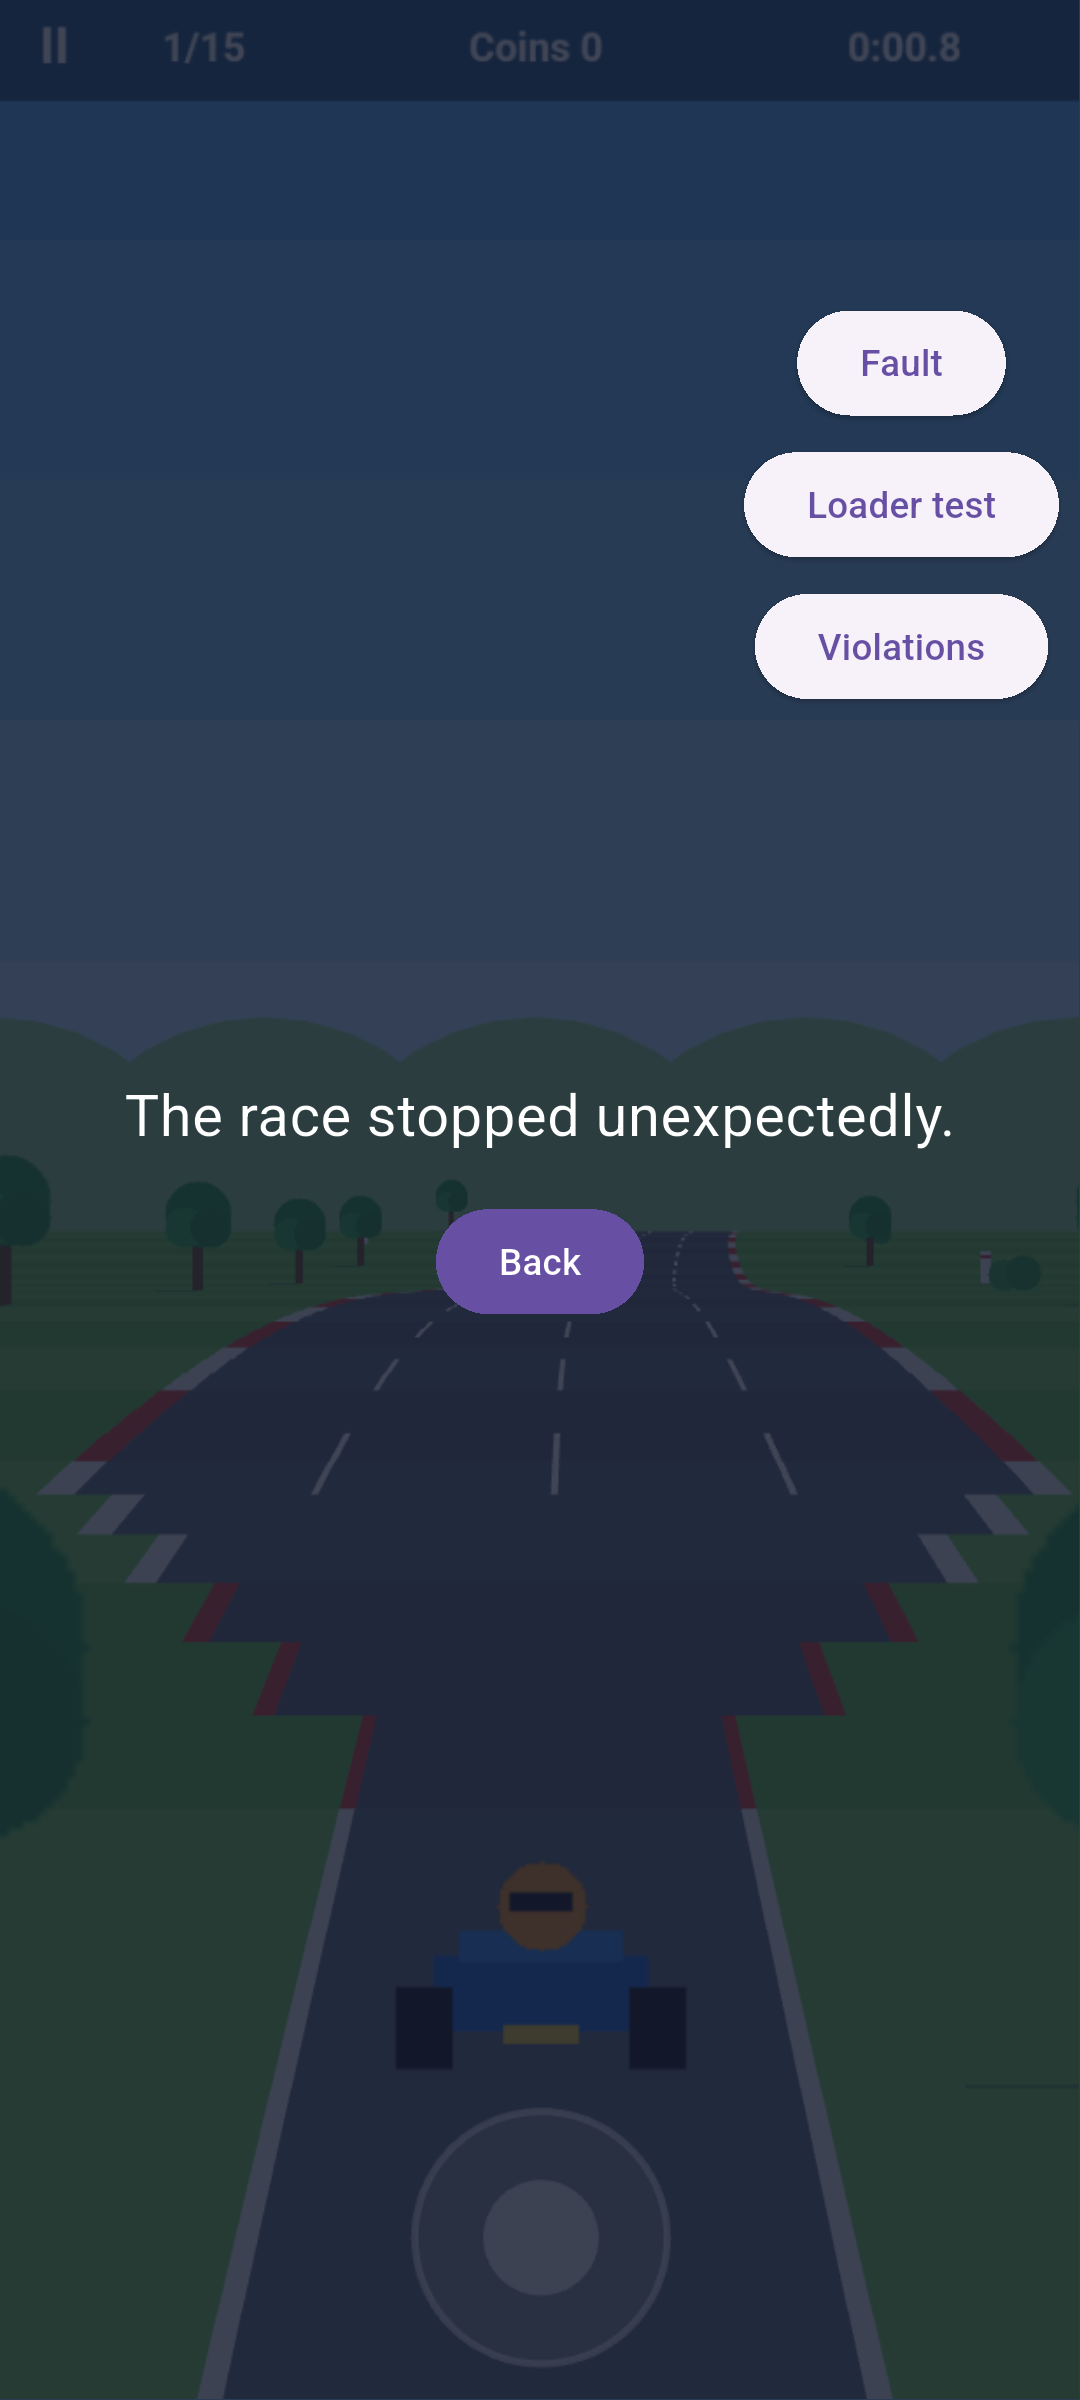 1/15 Coins 0 0:00.8
Fault
Loader test
Violations
The race stopped unexpectedly.
Back